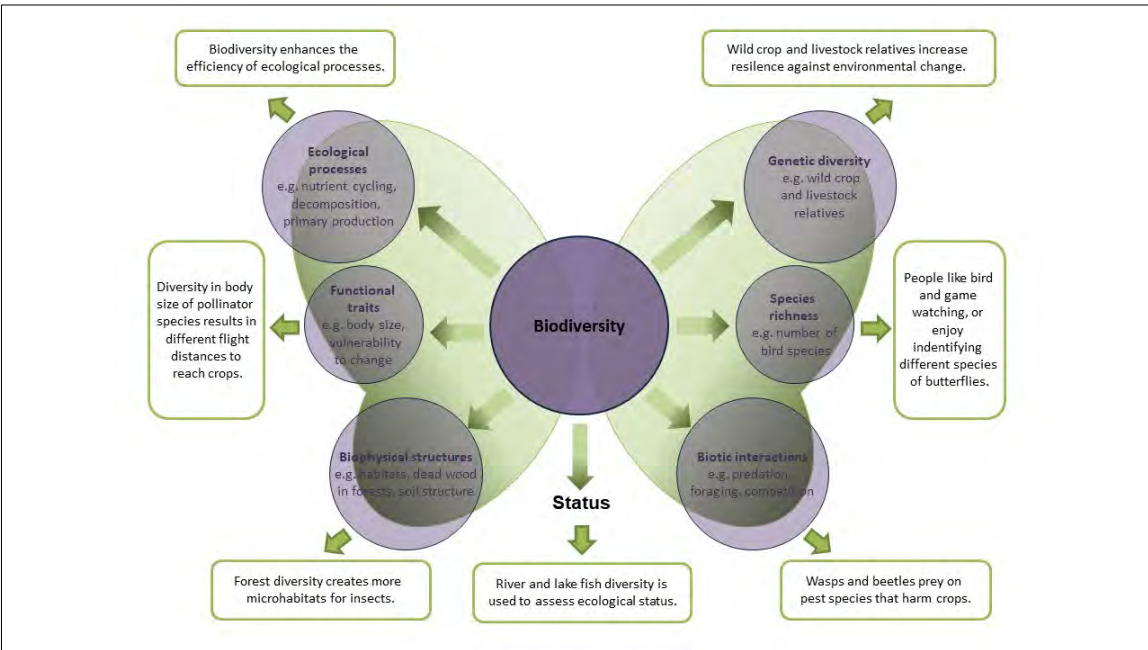 Biodiversity enhances the
efficiency of ecological processes.
Wild crop and livestock relatives increase
resilence against environmental change.
Ecological
processes
e.g. nutrient cycling,
decomposition,
primary production
Genetic diversity
e.g. wild crop
and livestock
relatives
Diversity in body
size of pollinator
species results in
different flight
distances to
reach crops.
Functional
traits
e.g. body size,
vulnerability
to change
Biodiversity
Species
richness
e.g. number of
bird species
People like bird
and game
watching, or
enjoy
indentifying
different species
of butterflies.
Biophysical structures
e.g. habitats, dead wood
in forests, soil structure
Status
Biotic interactions
e.g. predation,
foraging, competition
Forest diversity creates more
microhabitats for insects.
River and lake fish diversity is
used to assess ecological status.
Wasps and beetles prey on
pest species that harm crops.